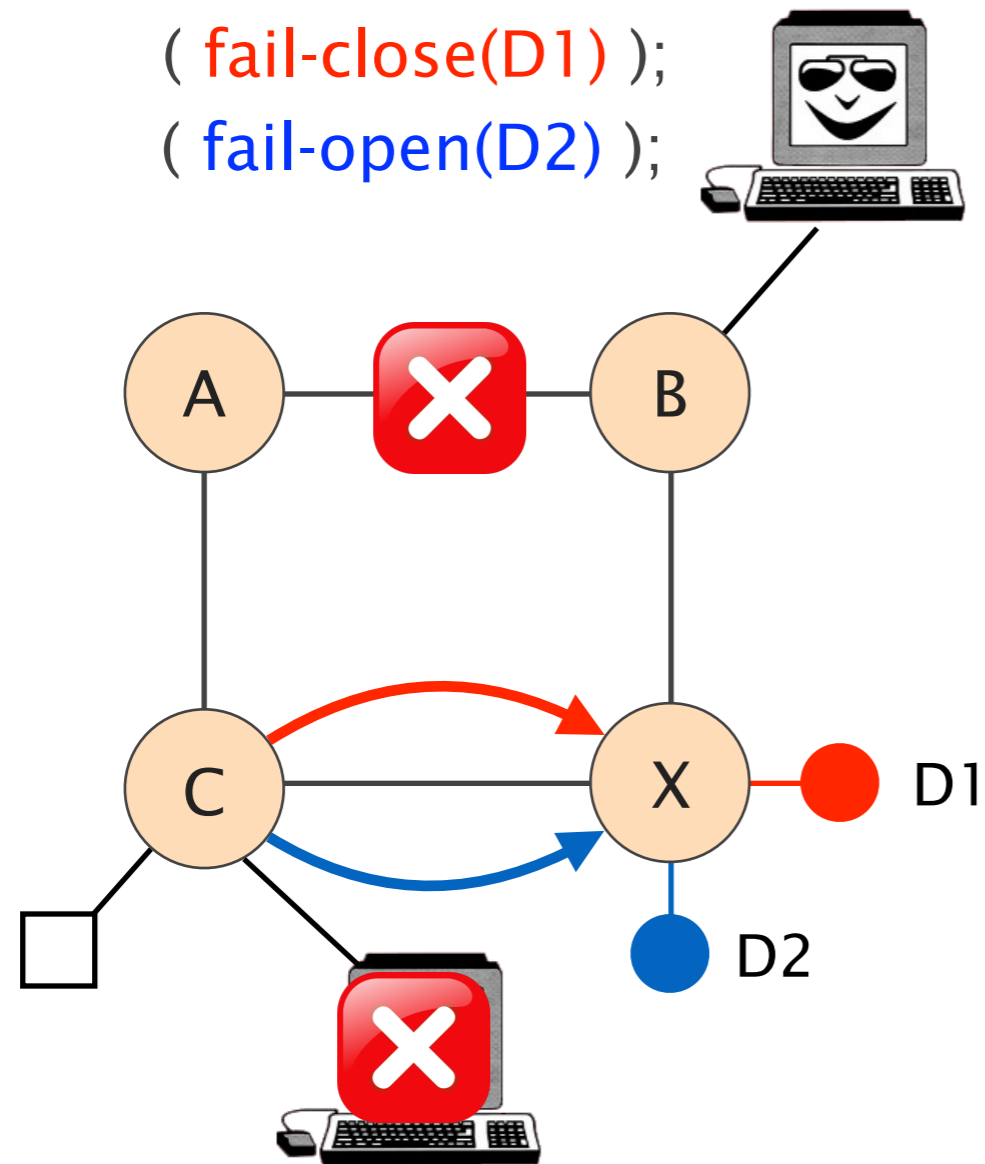 ( fail-close(D1) );
( fail-open(D2) );
A
B
C
X
D1
D2